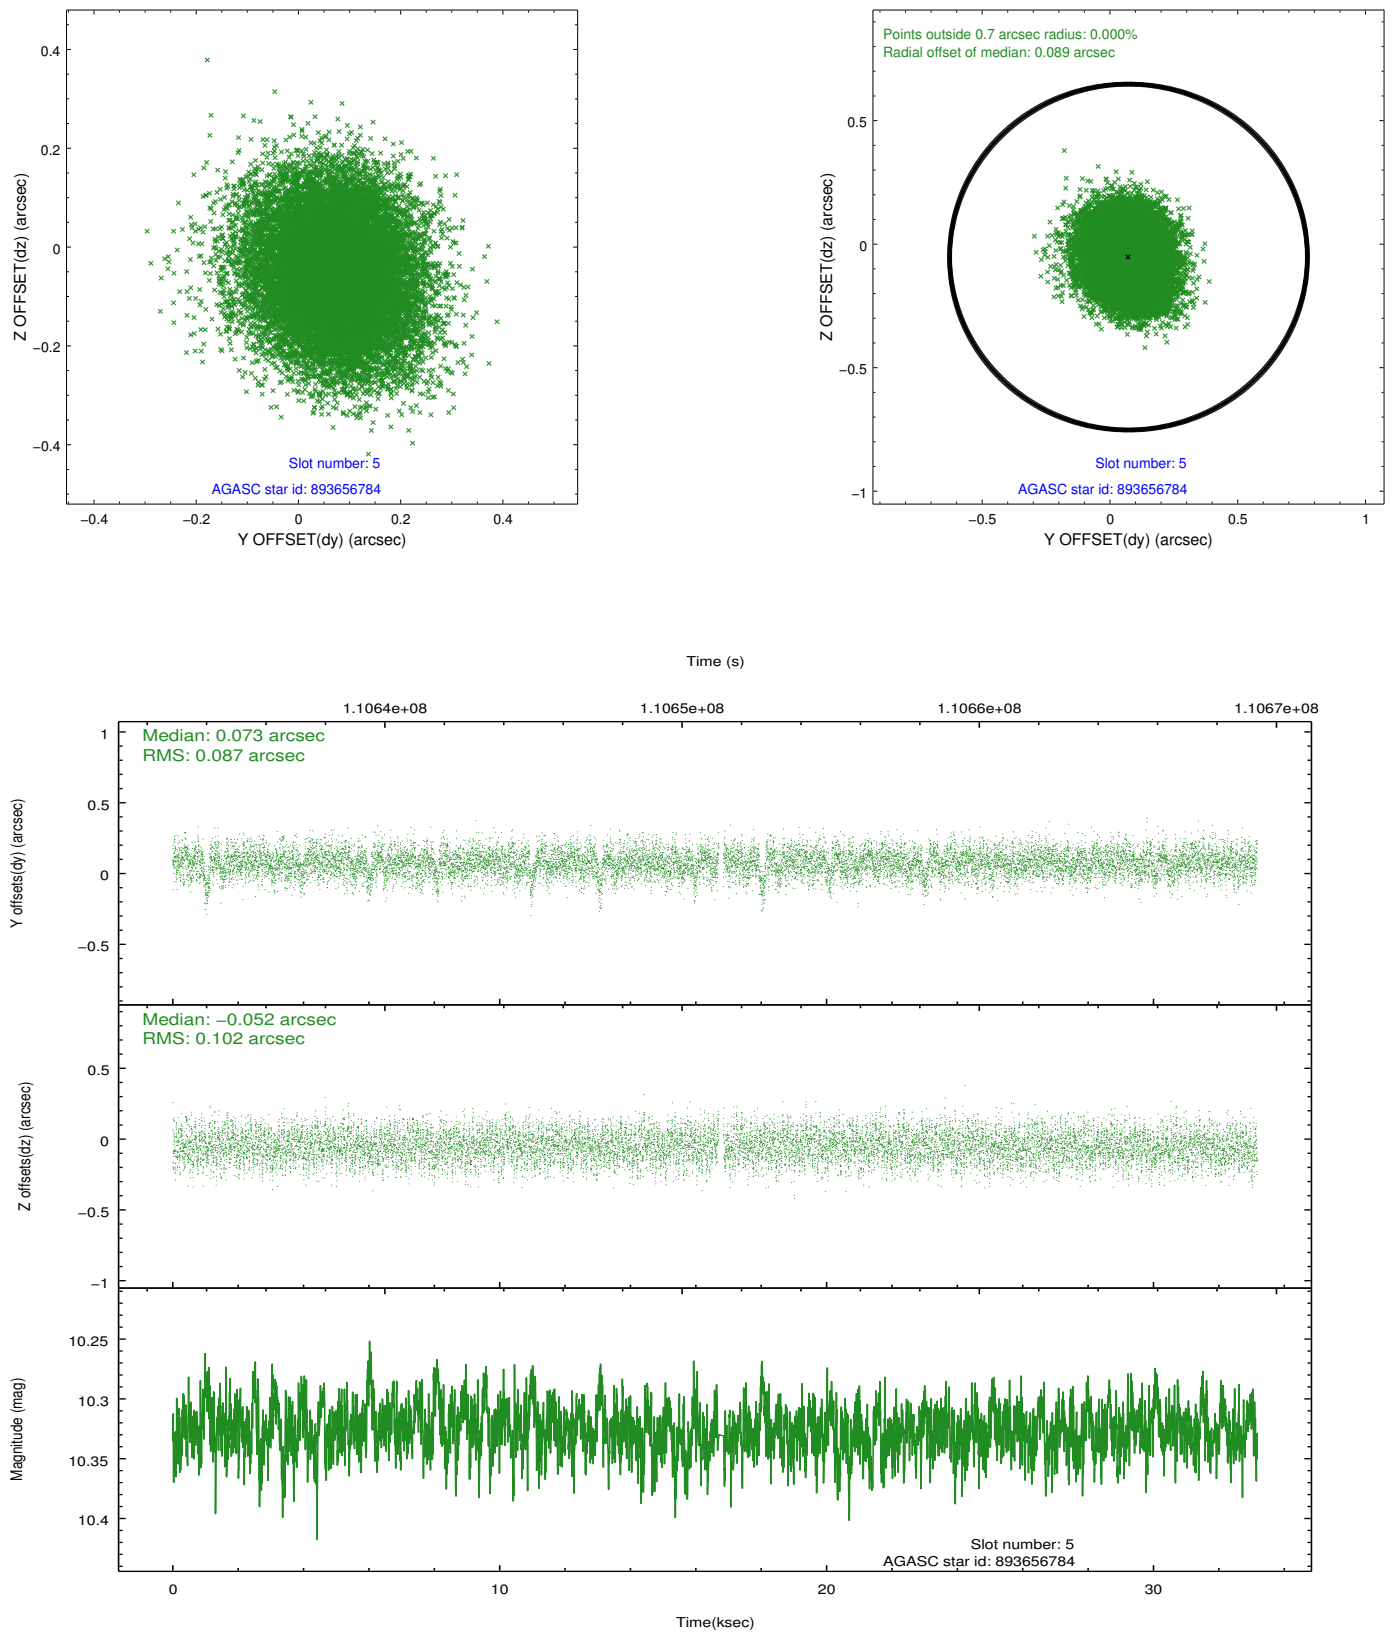 0.4
0.2
0
−0.2
−0.4
Z OFFSET(dz) (arcsec)
Slot number: 5
AGASC star id: 893656784
−0.4 −0.2 0 0.2 0.4
Y OFFSET(dy) (arcsec)
Points outside 0.7 arcsec radius: 0.000%
Radial offset of median: 0.089 arcsec
0.5
0
−0.5
−1
Z OFFSET(dz) (arcsec)
Slot number: 5
AGASC star id: 893656784
−0.5 0 0.5 1
Y OFFSET(dy) (arcsec)
Time (s)
1.1064e+08 1.1065e+08 1.1066e+08 1.1067e+08
Median: 0.073 arcsec
RMS: 0.087 arcsec
1
0.5
0
−0.5
Y offsets(dy) (arcsec)
Median: −0.052 arcsec
RMS: 0.102 arcsec
0.5
0
−0.5
−1
Z offsets(dz) (arcsec)
10.25
10.3
10.35
10.4
Magnitude (mag)
Slot number: 5
AGASC star id: 893656784
0 10 20 30
Time(ksec)